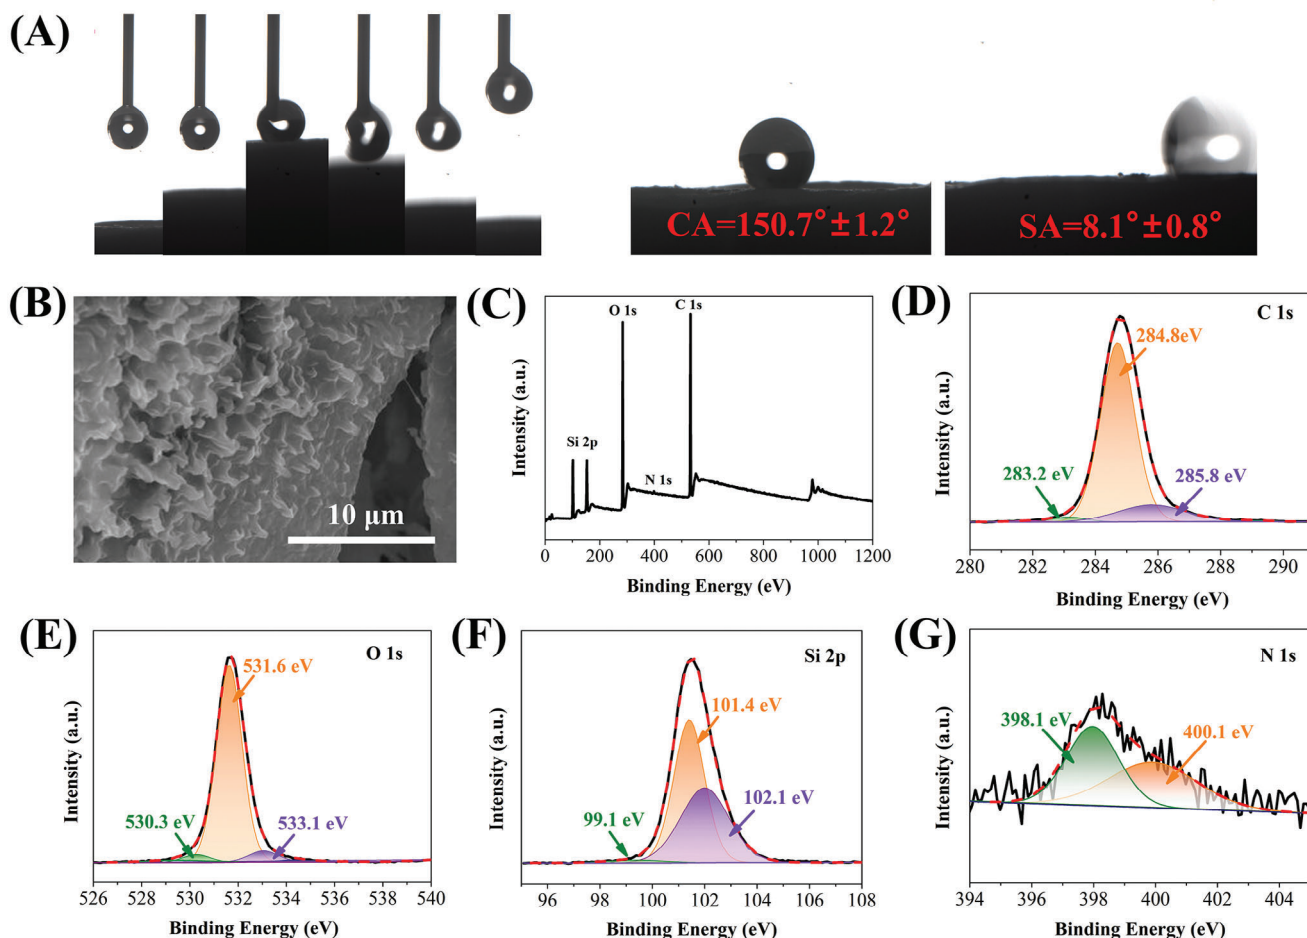 (A)
CA=150.7°±1.2°
SA=8.1°±0.8°
(B)
10 μm
(C)
Intensity (a.u.)
O 1s
C 1s
Si 2p
N 1s
0 200 400 600 800 1000 1200
Binding Energy (eV)
(D)
Intensity (a.u.)
C 1s
284.8eV
283.2 eV
285.8 eV
280 282 284 286 288 290
Binding Energy (eV)
(E)
Intensity (a.u.)
O 1s
531.6 eV
530.3 eV
533.1 eV
526 528 530 532 534 536 538 540
Binding Energy (eV)
(F)
Intensity (a.u.)
Si 2p
101.4 eV
102.1 eV
99.1 eV
96 98 100 102 104 106 108
Binding Energy (eV)
(G)
Intensity (a.u.)
N 1s
398.1 eV
400.1 eV
394 396 398 400 402 404
Binding Energy (eV)